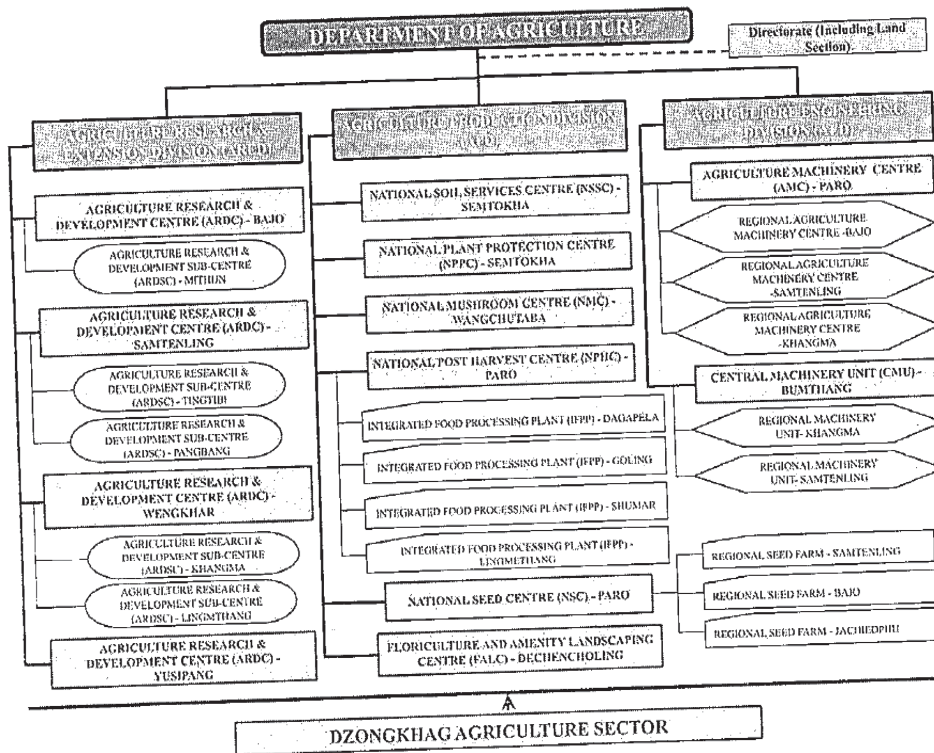 DEPARTMENT OF AGRICULTURE
Directorate (Including Land
Section)
AGRICULTURE RESEARCH &
EXTENSION DIVISION (ARED)
AGRICULTURE RESEARCH &
DEVELOPMENT CENTRE (ARDC) - BAJO
AGRICULTURE RESEARCH &
DEVELOPMENT SUB-CENTRE
(ARDSC) -
AGRICULTURE RESEARCH &
DEVELOPMENT CENTRE (ARDC) -
SAMTENLING
AGRICULTURE RESEARCH &
DEVELOPMENT SUB-CENTRE
(ARDSC) - TINGTIBI
AGRICULTURE RESEARCH &
DEVELOPMENT SUB-CENTRE
(ARDSC) - PANGBANG
AGRICULTURE RESEARCH &
DEVELOPMENT CENTRE (ARDC) -
WENGKHAR
AGRICULTURE RESEARCH &
DEVELOPMENT SUB-CENTRE
(ARDSC) - KHANGMA
AGRICULTURE RESEARCH &
DEVELOPMENT SUB-CENTRE
(ARDSC) - LINGMTHANG
AGRICULTURE RESEARCH &
DEVELOPMENT CENTRE (ARDC) -
YUSIPANG
AGRICULTURE PRODUCTION DIVISION
NATIONAL SOIL SERVICES CENTRE (NSSC) -
SEMTOKHA
NATIONAL PLANT PROTECTION CENTRE
(NPPC) - SEMTOKHA
NATIONAL MUSHROOM CENTRE (NMC) -
WANGCHUTABA
NATIONAL POST HARVEST CENTRE (NPHC) -
PARO
INTEGRATED FOOD PROCESSING PLANT (IFPP) - DAGAPELA
INTEGRATED FOOD PROCESSING PLANT (IFPP) - GOLING
INTEGRATED FOOD PROCESSING PLANT (IFPP) - SHUMAR
INTEGRATED FOOD PROCESSING PLANT (IFPP) -
LINGMETHANG
NATIONAL SEED CENTRE (NSC) - PARO
FLORICULTURE AND AMENITY LANDSCAPING
CENTRE (FALC) - DECHENCHOLING
AGRICULTURE ENGINEERING
DIVISION (AED)
AGRICULTURE MACHINERY CENTRE
(AMC) - PARO
REGIONAL AGRICULTURE
MACHINERY CENTRE -BAJO
REGIONAL AGRICULTURE
MACHINERY CENTRE
-SAMTENLING
REGIONAL AGRICULTURE
MACHINERY CENTRE
-KHANGMA
CENTRAL MACHINERY UNIT (CMU) -
BUMTHANG
REGIONAL MACHINERY
UNIT- KHANGMA
REGIONAL MACHINERY
UNIT- SAMTENLING
REGIONAL SEED FARM - SAMTENLING
REGIONAL SEED FARM - BAJO
REGIONAL SEED FARM -
DZONGKHAG AGRICULTURE SECTOR